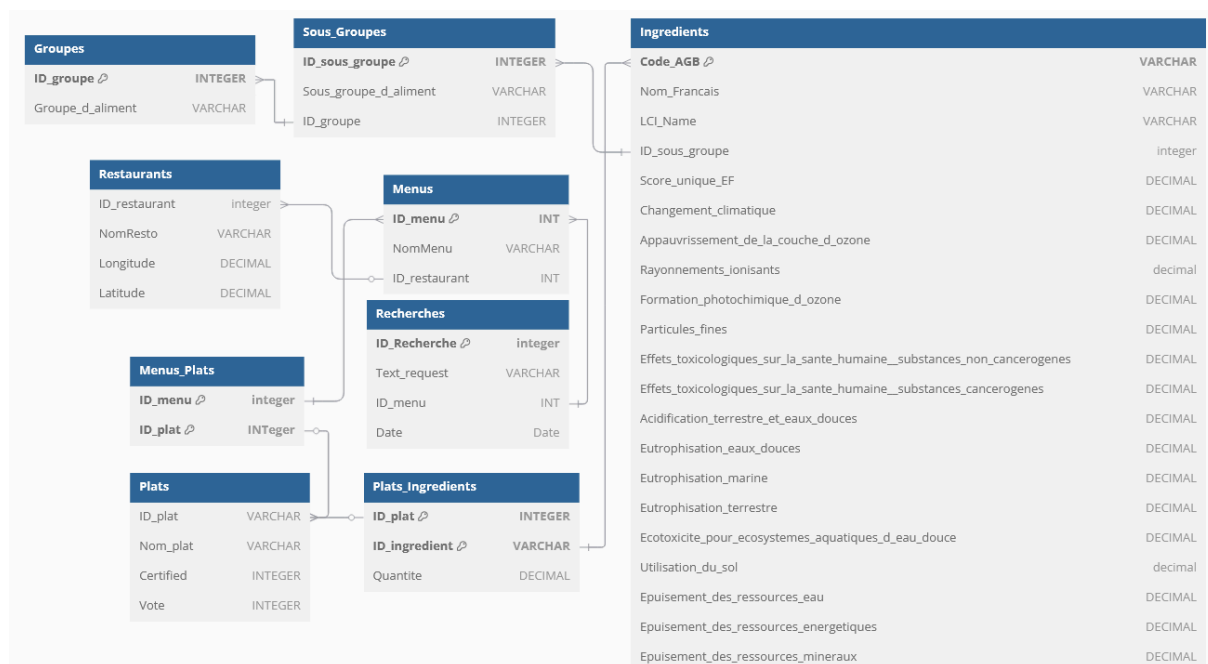 Groupes
ID_groupe INTEGER
Groupe_d_aliment VARCHAR
Sous_Groupes
ID_sous_groupe INTEGER
Sous_groupe_d_aliment VARCHAR
ID_groupe INTEGER
Restaurants
ID_restaurant integer
NomResto VARCHAR
Longitude DECIMAL
Latitude DECIMAL
Menus
ID_menu INT
NomMenu VARCHAR
ID_restaurant INT
Recherches
ID_Recherche integer
Text_request VARCHAR
ID_menu INT
Date Date
Menus_Plats
ID_menu integer
ID_plat INTeger
Plats
ID_plat VARCHAR
Nom_plat VARCHAR
Certified INTEGER
Vote INTEGER
Plats_Ingredients
ID_plat INTEGER
ID_ingredient VARCHAR
Quantite DECIMAL
Ingredients
Code_AGB VARCHAR
Nom_Francais VARCHAR
LCI_Name VARCHAR
ID_sous_groupe integer
Score_unique_EF DECIMAL
Changement_climatique DECIMAL
Appauvrissement_de_la_couche_d_ozone DECIMAL
Rayonnements_ionisants decimal
Formation_photochimique_d_ozone DECIMAL
Particules_fines DECIMAL
Effets_toxicologiques_sur_la_sante_humaine__substances_non_cancerogenes DECIMAL
Effets_toxicologiques_sur_la_sante_humaine__substances_cancerogenes DECIMAL
Acidification_terrestre_et_eaux_douces DECIMAL
Eutrophisation_eaux_douces DECIMAL
Eutrophisation_marine DECIMAL
Eutrophisation_terrestre DECIMAL
Ecotoxicite_pour_ecosystemes_aquatiques_d_eau_douce DECIMAL
Utilisation_du_sol decimal
Epuisement_des_ressources_eau DECIMAL
Epuisement_des_ressources_energetiques DECIMAL
Epuisement_des_ressources_mineraux DECIMAL